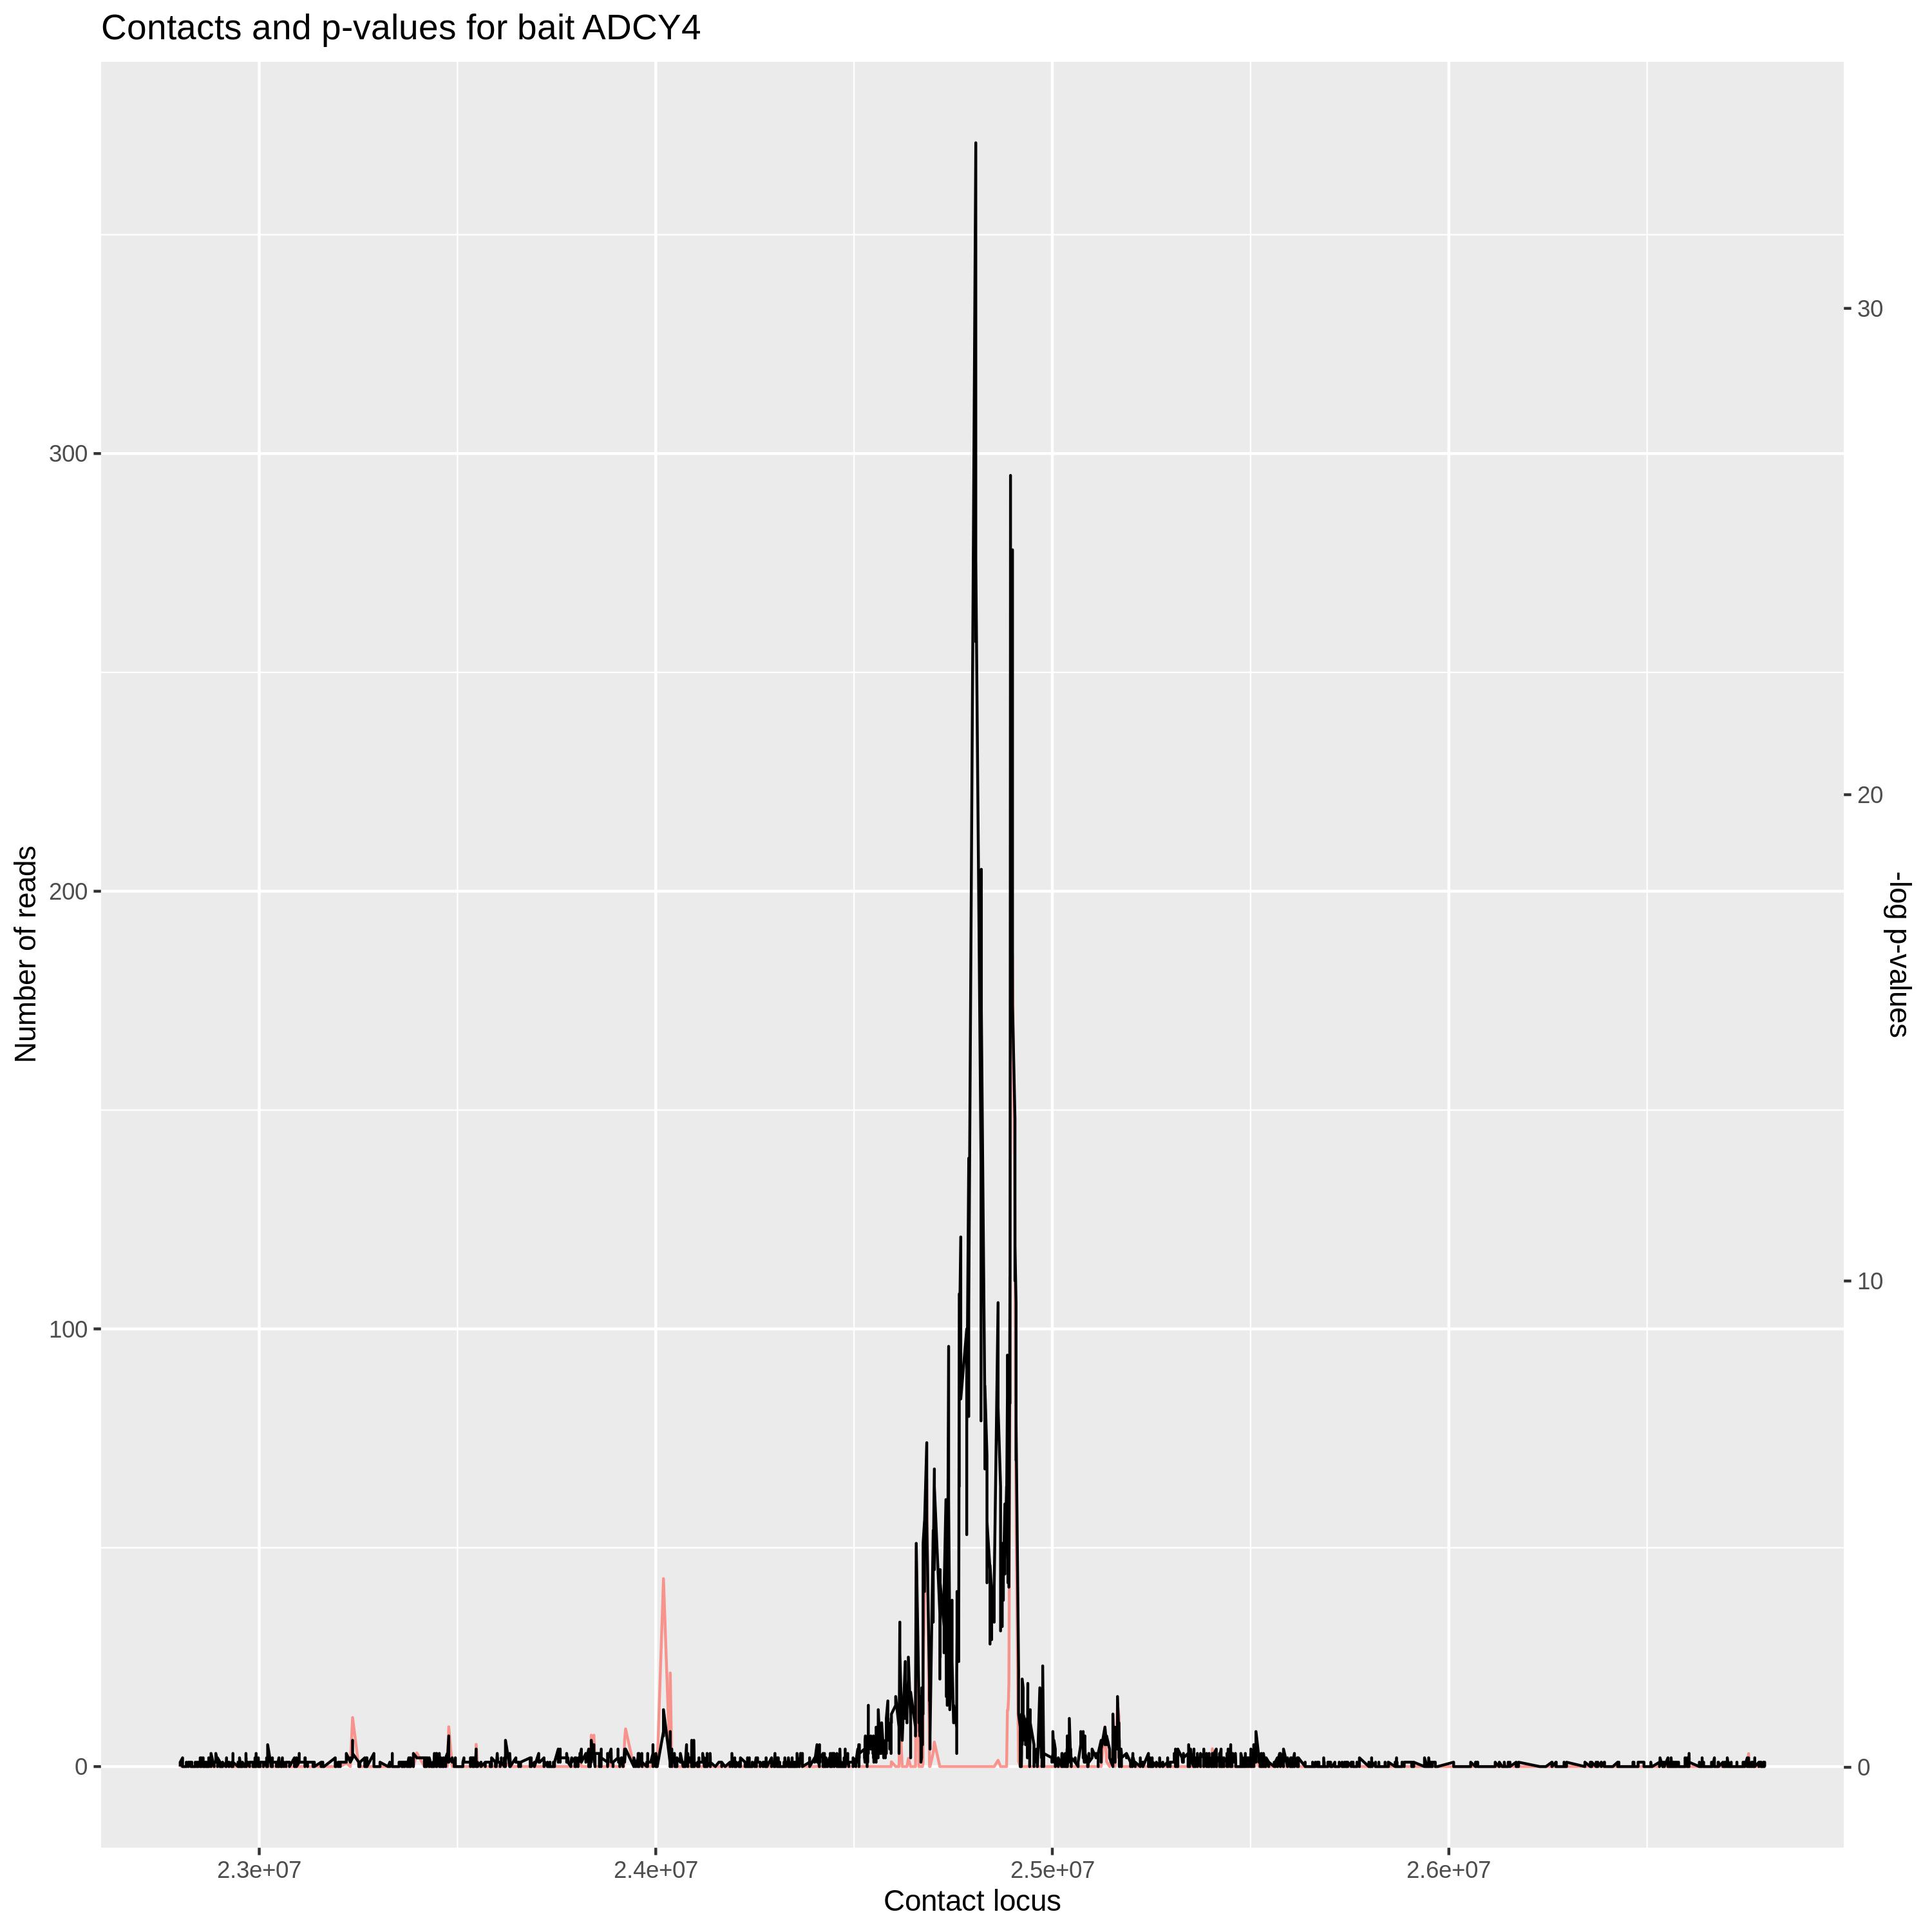 Contacts and p-values for bait ADCY4
Number of reads
300
200
100
0
30
20
10
0
-log p-values
2.3e+07
2.4e+07
2.5e+07
2.6e+07
Contact locus